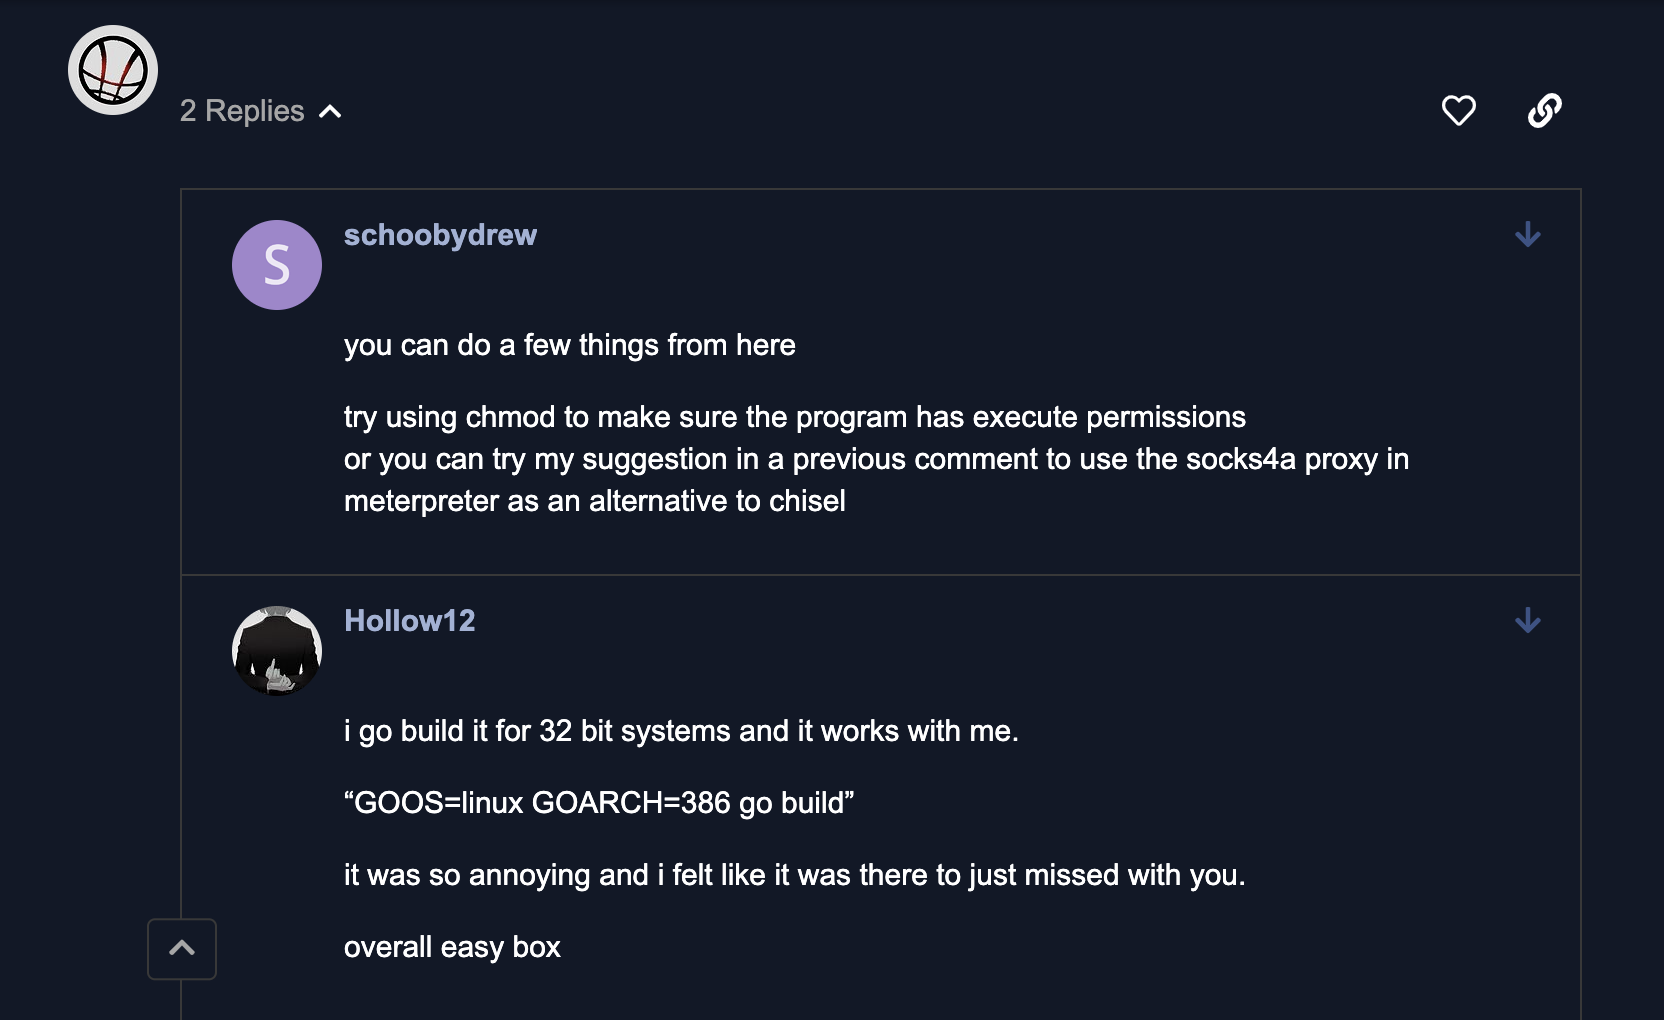 2 Replies
S
schoobydrew
you can do a few things from here
try using chmod to make sure the program has execute permissions
or you can try my suggestion in a previous comment to use the socks4a proxy in
meterpreter as an alternative to chisel
Hollow12
i go build it for 32 bit systems and it works with me.
“GOOS=linux GOARCH=386 go build”
it was so annoying and i felt like it was there to just missed with you.
overall easy box